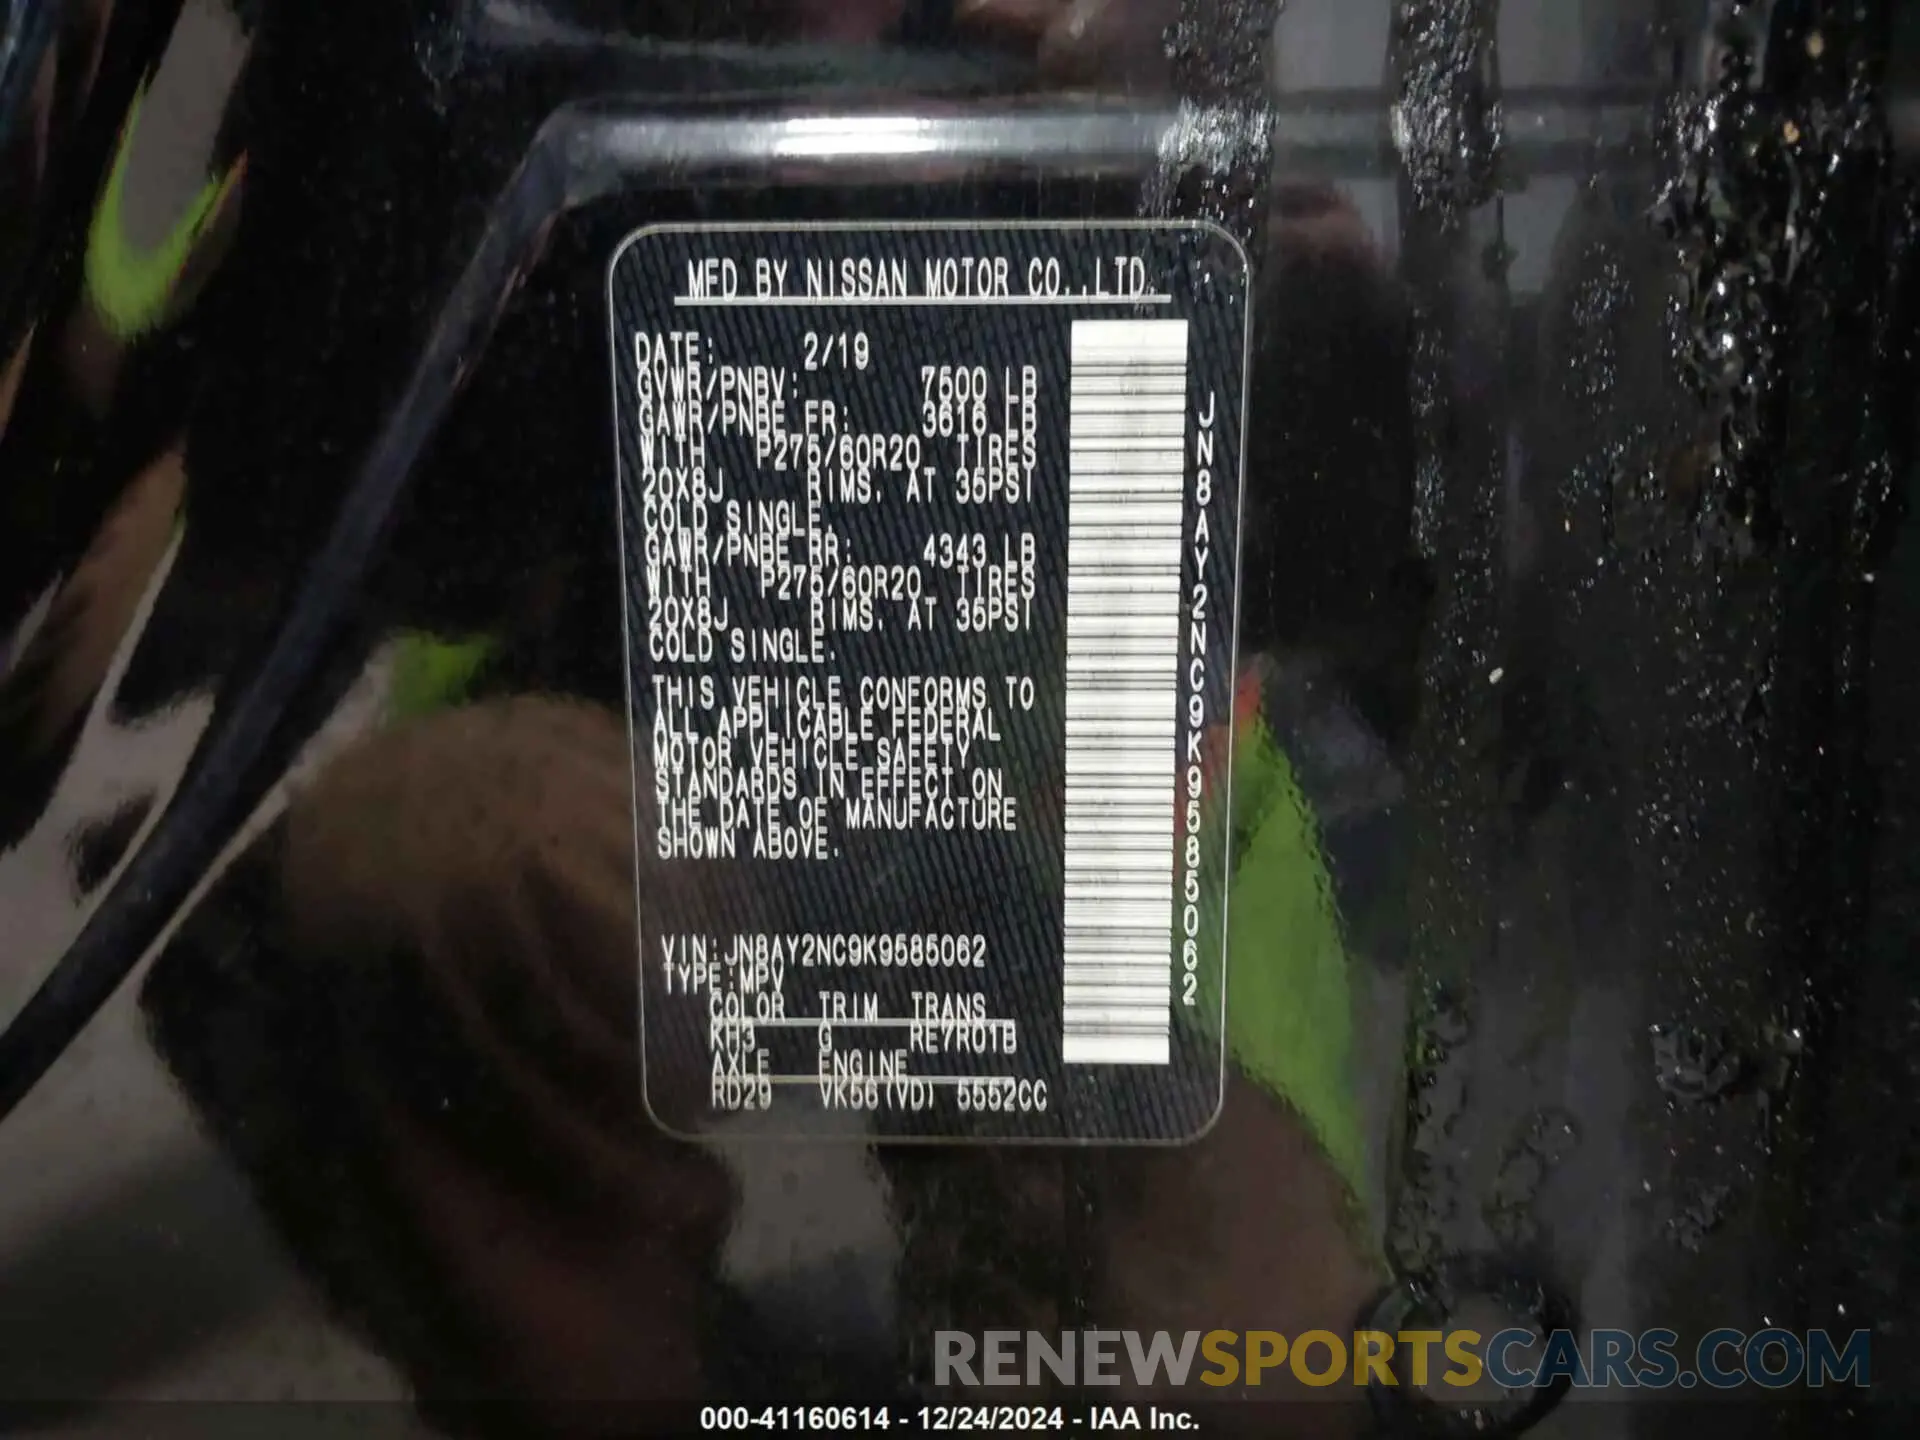 MFD BY NISSAN MOTOR CO.,LTD.
DATE: 2/19
GVWR/PNBV: 7500 LB
GAWR/PNBE FR: 3616 LB
WITH P275/60R20 TIRES
20X8J RIMS. AT 35PSI
COLD SINGLE.
GAWR/PNBE RR: 4343 LB
WITH P275/60R20 TIRES
20X8J RIMS. AT 35PSI
COLD SINGLE.
THIS VEHICLE CONFORMS TO
ALL APPLICABLE FEDERAL
MOTOR VEHICLE SAFETY
STANDARDS IN EFFECT ON
THE DATE OF MANUFACTURE
SHOWN ABOVE.
VIN:JN8AY2NC9K9585062
TYPE:MPV
COLOR TRIM TRANS
KH3 G RE7R01B
AXLE ENGINE
RD29 VK56(VD) 5552CC
JN8AY2NC9K9585062
RENEWSPORTSCARS.COM
000-41160614 - 12/24/2024 - IAA Inc.